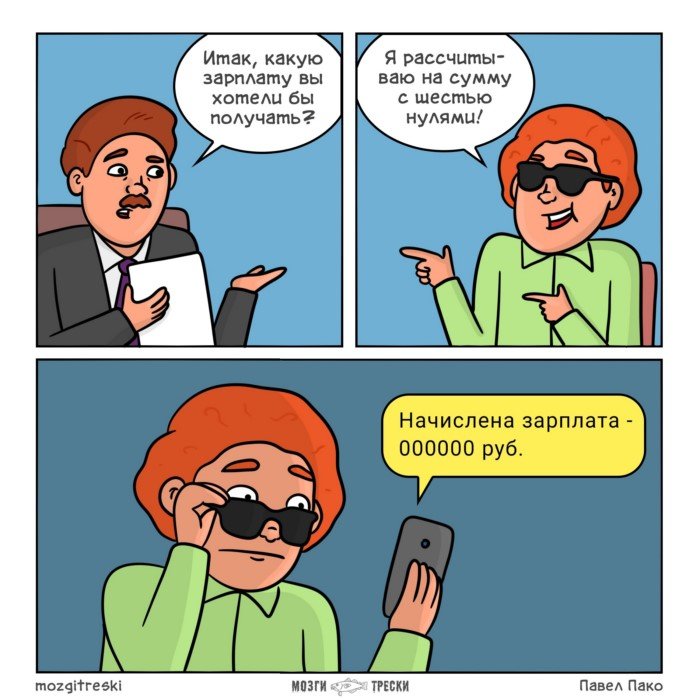 Итак, какую
зарплату вы
хотели бы
получать?
Я рассчиты-
ваю на сумму
с шестью
нулями!
Начислена зарплата -
000000 руб.
mozgitreski
МОЗГИ ТРЕСКИ
Павел Пако